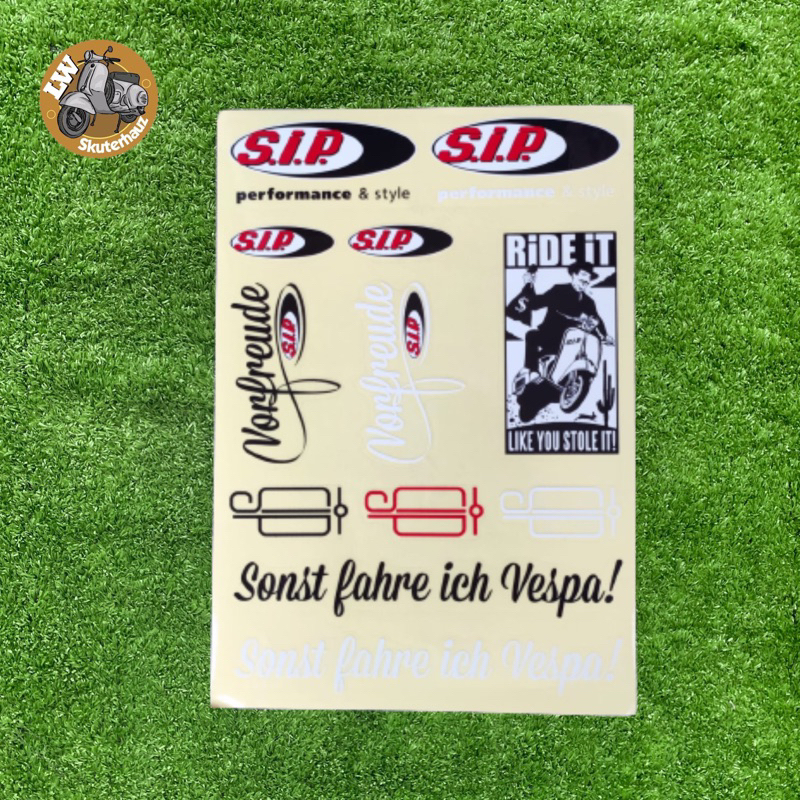 LW
Skuterhauz
S.i.P.
S.i.P.
performance & style
performance & style
S.i.P
S.i.P
RiDE iT
Vorfreude
S.i.P
Vorfreude
S.i.P
$
S.I.P
LIKE YOU STOLE IT!
Sonst fahre ich Vespa!
Sonst fahre ich Vespa!